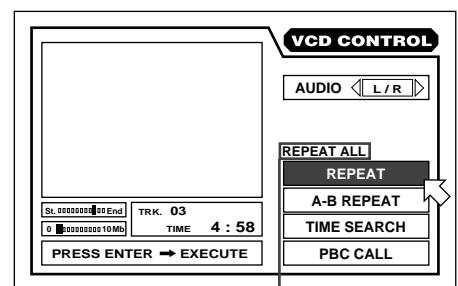 VCD CONTROL
AUDIO L / R
REPEAT ALL
REPEAT
A-B REPEAT
TIME SEARCH
PBC CALL
St. End
0 10Mb
TRK. 03
TIME 4 : 58
PRESS ENTER ➞ EXECUTE